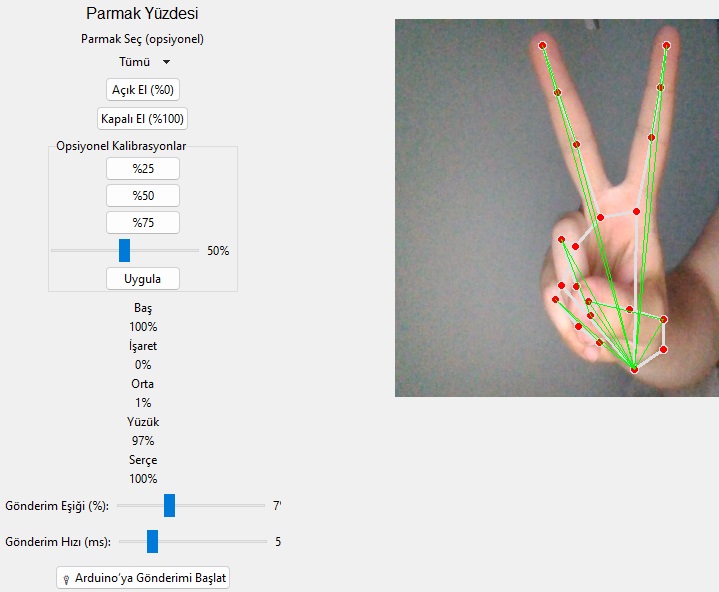 Parmak Yüzdesi
Parmak Seç (opsiyonel)
Tümü
Açık El (%0)
Kapalı El (%100)
Opsiyonel Kalibrasyonlar
%25
%50
%75
50%
Uygula
Baş
100%
İşaret
0%
Orta
1%
Yüzük
97%
Serçe
100%
Gönderim Eşiği (%):
Gönderim Hızı (ms): 5
Arduino'ya Gönderimi Başlat